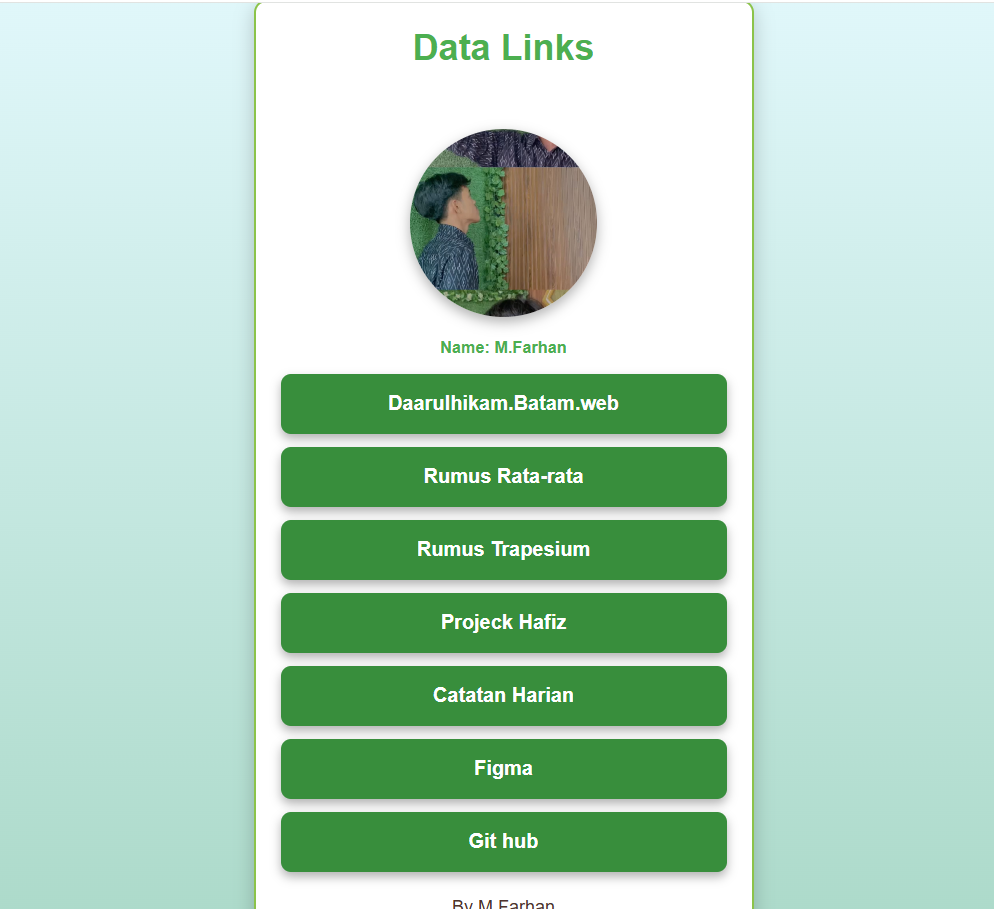 Data Links
Name: M.Farhan
Daarulhikam.Batam.web
Rumus Rata-rata
Rumus Trapesium
Projeck Hafiz
Catatan Harian
Figma
Git hub
By M.Farhan